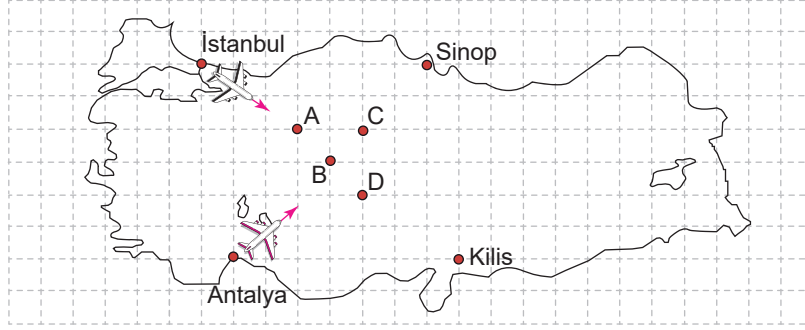 İstanbul
Sinop
A
C
B
D
Antalya
Kilis